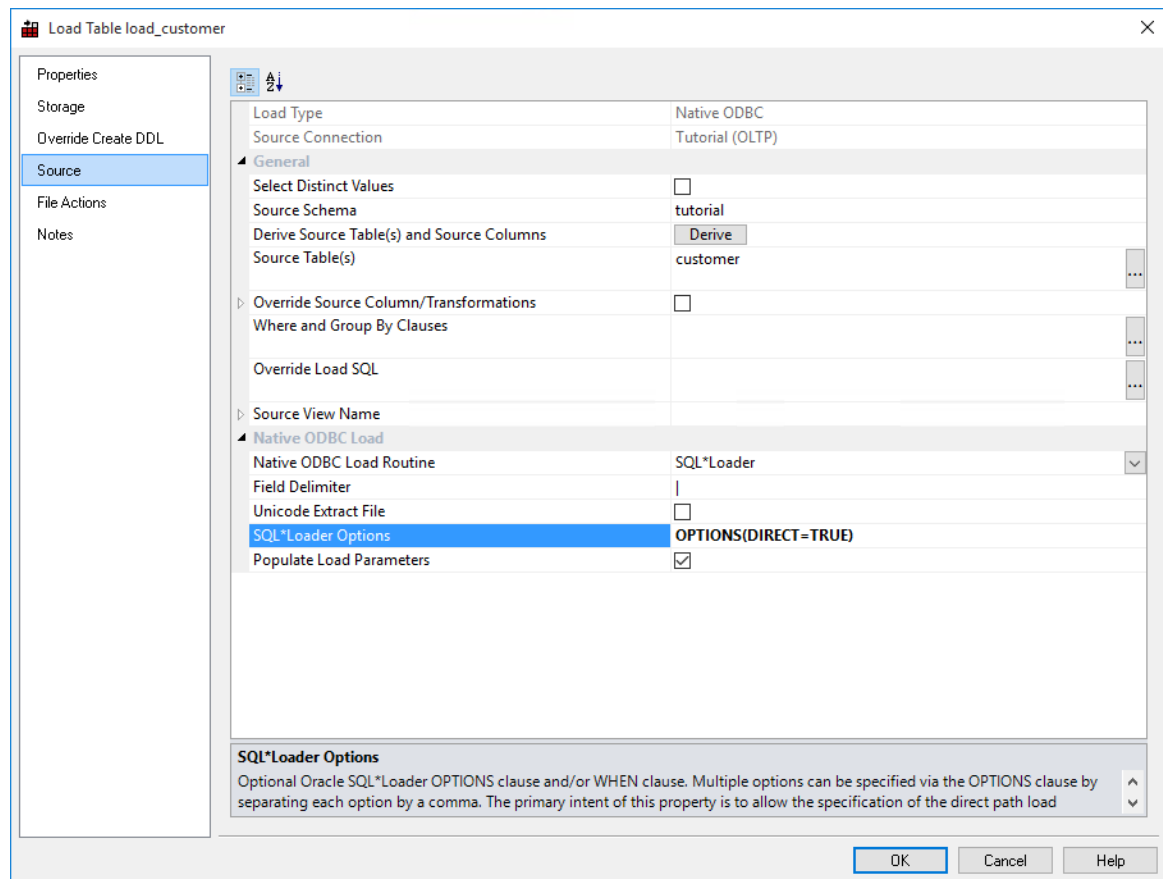 Load Table load_customer
Properties
Storage
Override Create DDL
Source
File Actions
Notes
Load Type Native ODBC
Source Connection Tutorial (OLTP)
General
Select Distinct Values
Source Schema tutorial
Derive Source Table(s) and Source Columns Derive
Source Table(s) customer ...
Override Source Column/Transformations
Where and Group By Clauses ...
Override Load SQL ...
Source View Name
Native ODBC Load
Native ODBC Load Routine SQL*Loader
Field Delimiter |
Unicode Extract File
SQL*Loader Options OPTIONS(DIRECT=TRUE)
Populate Load Parameters
SQL*Loader Options
Optional Oracle SQL*Loader OPTIONS clause and/or WHEN clause. Multiple options can be specified via the OPTIONS clause by
separating each option by a comma. The primary intent of this property is to allow the specification of the direct path load
OK Cancel Help